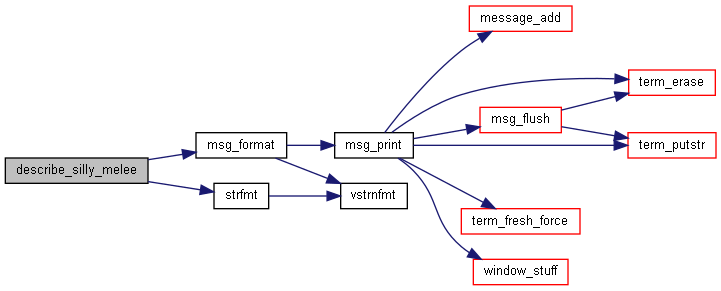 message_add
term_erase
msg_flush
msg_format
msg_print
term_putstr
describe_silly_melee
strfmt
vstrnfmt
term_fresh_force
window_stuff